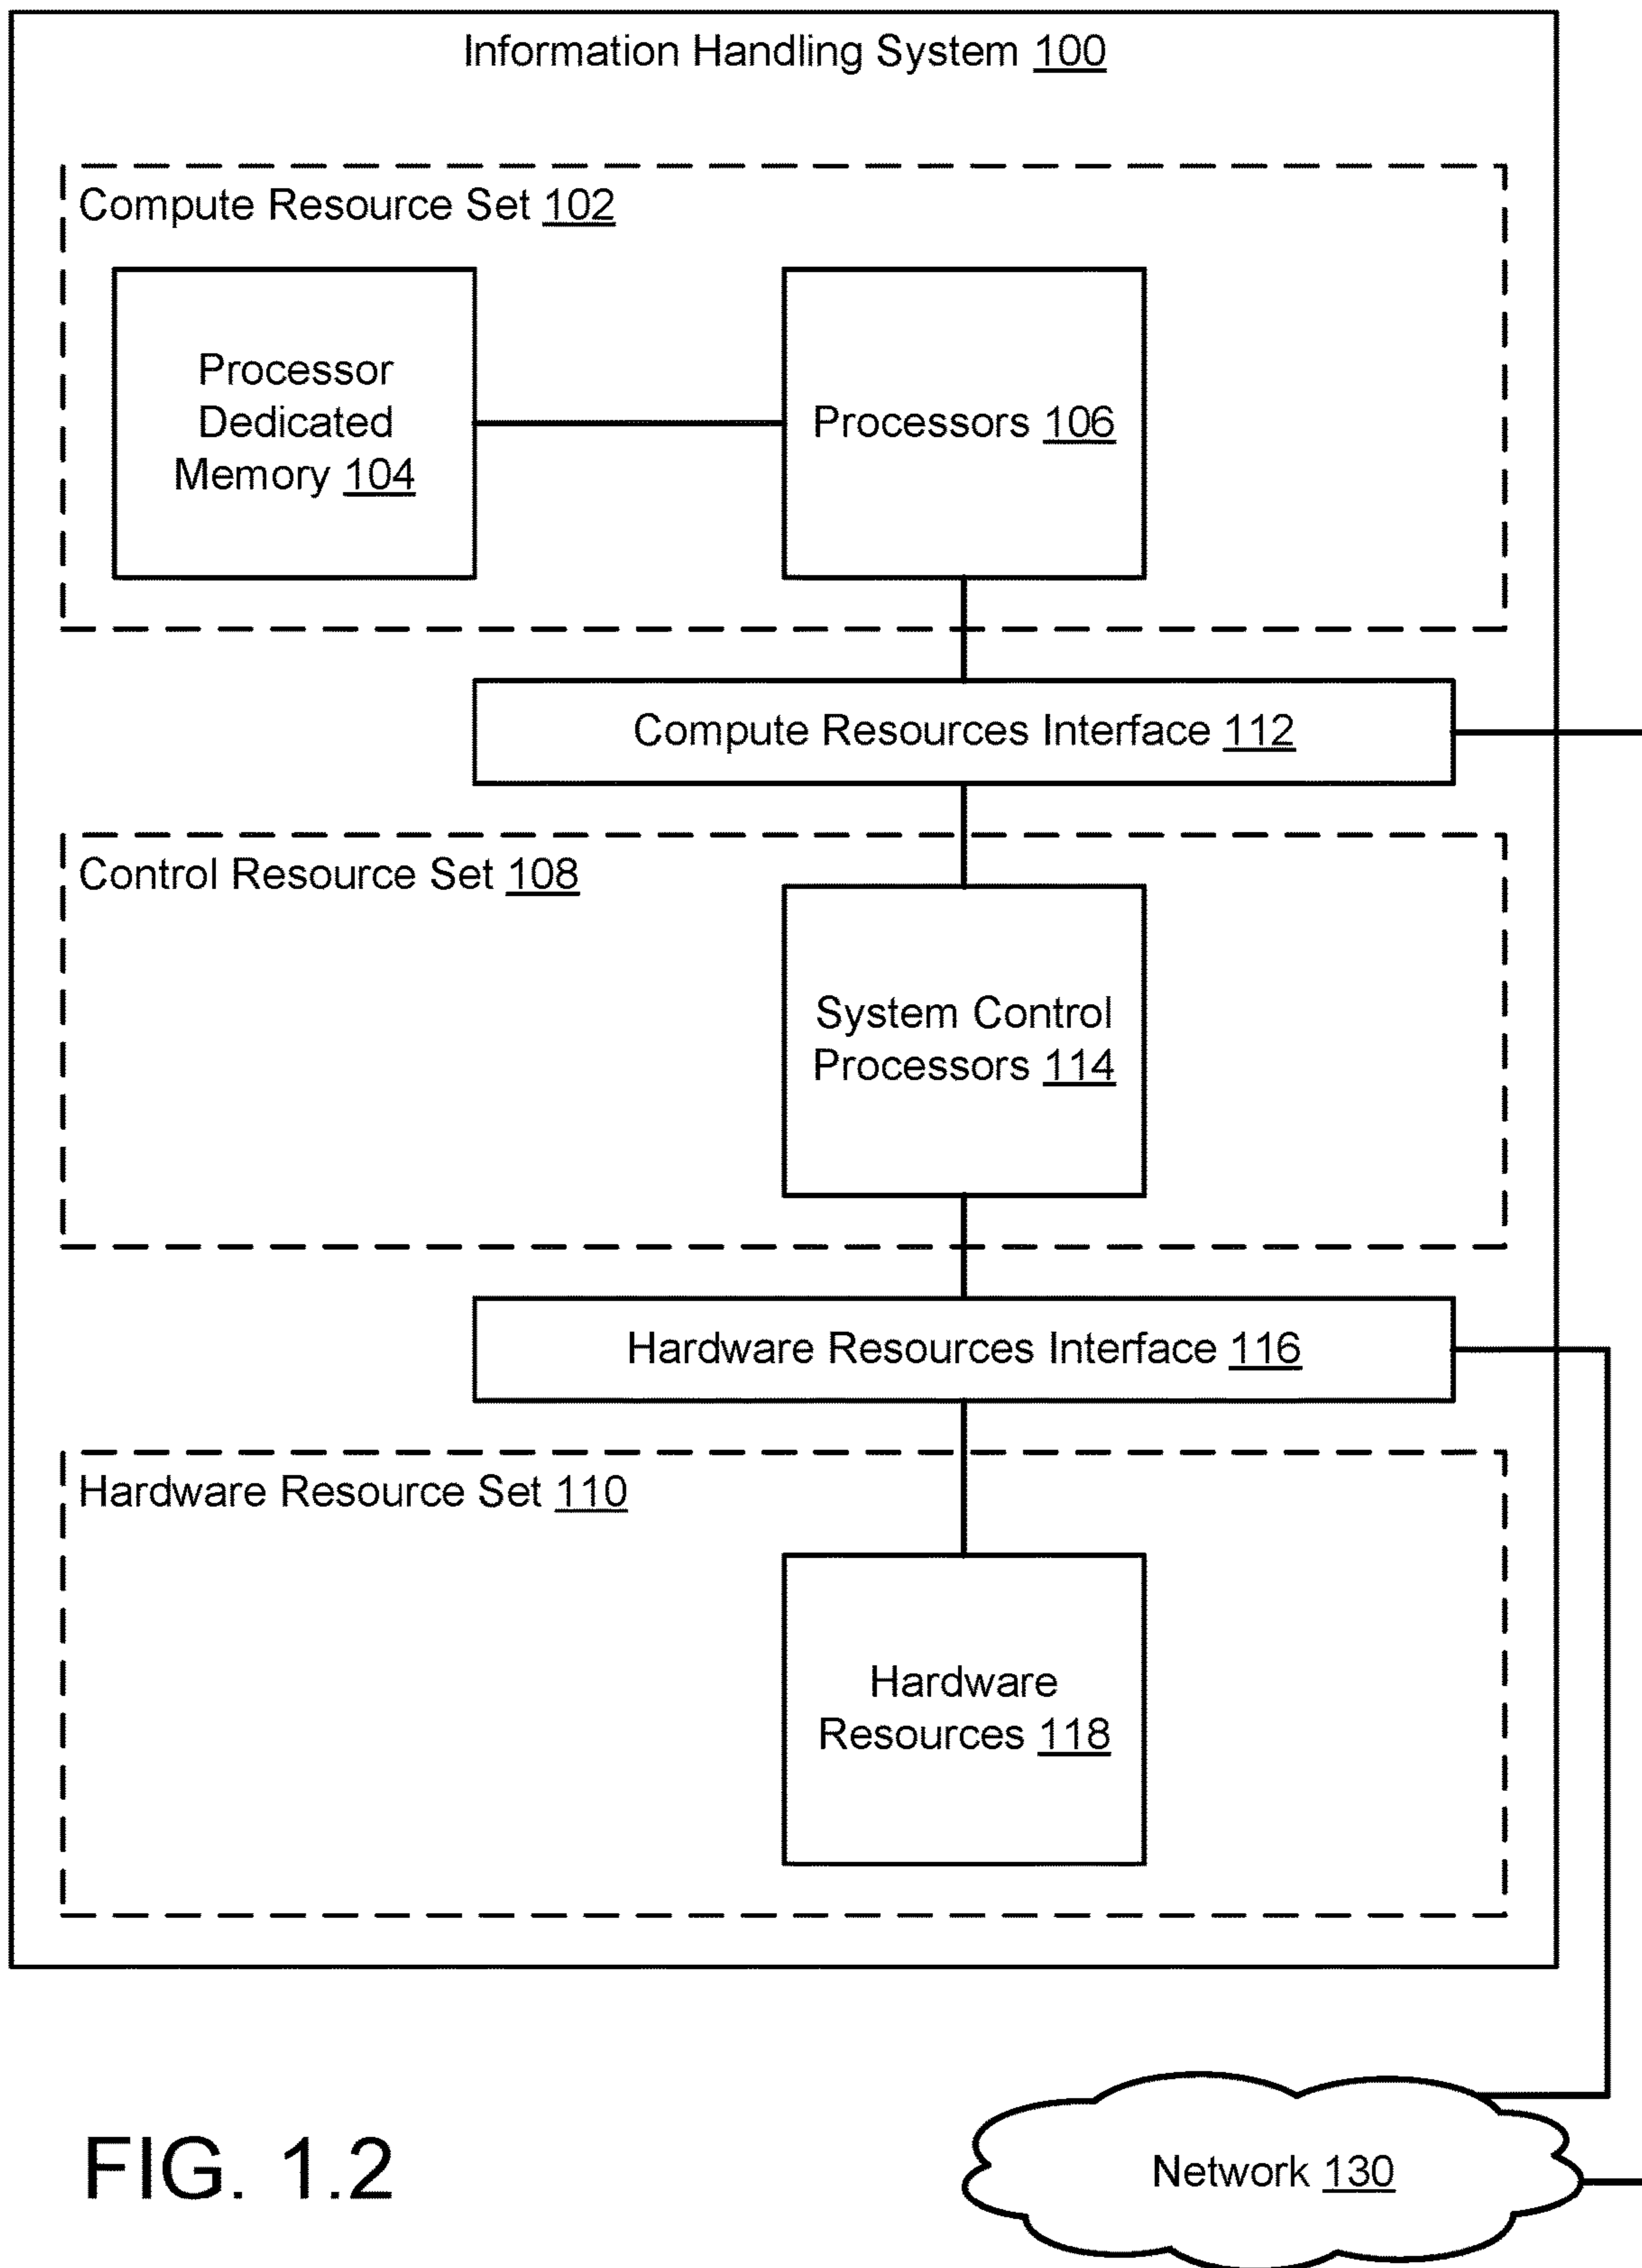 Information Handling System 100
Compute Resource Set 102
Processor
Dedicated
Memory 104
Processors 106
Compute Resources Interface 112
Control Resource Set 108
System Control
Processors 114
Hardware Resources Interface 116
Hardware Resource Set 110
Hardware
Resources 118
Network 130
FIG. 1.2